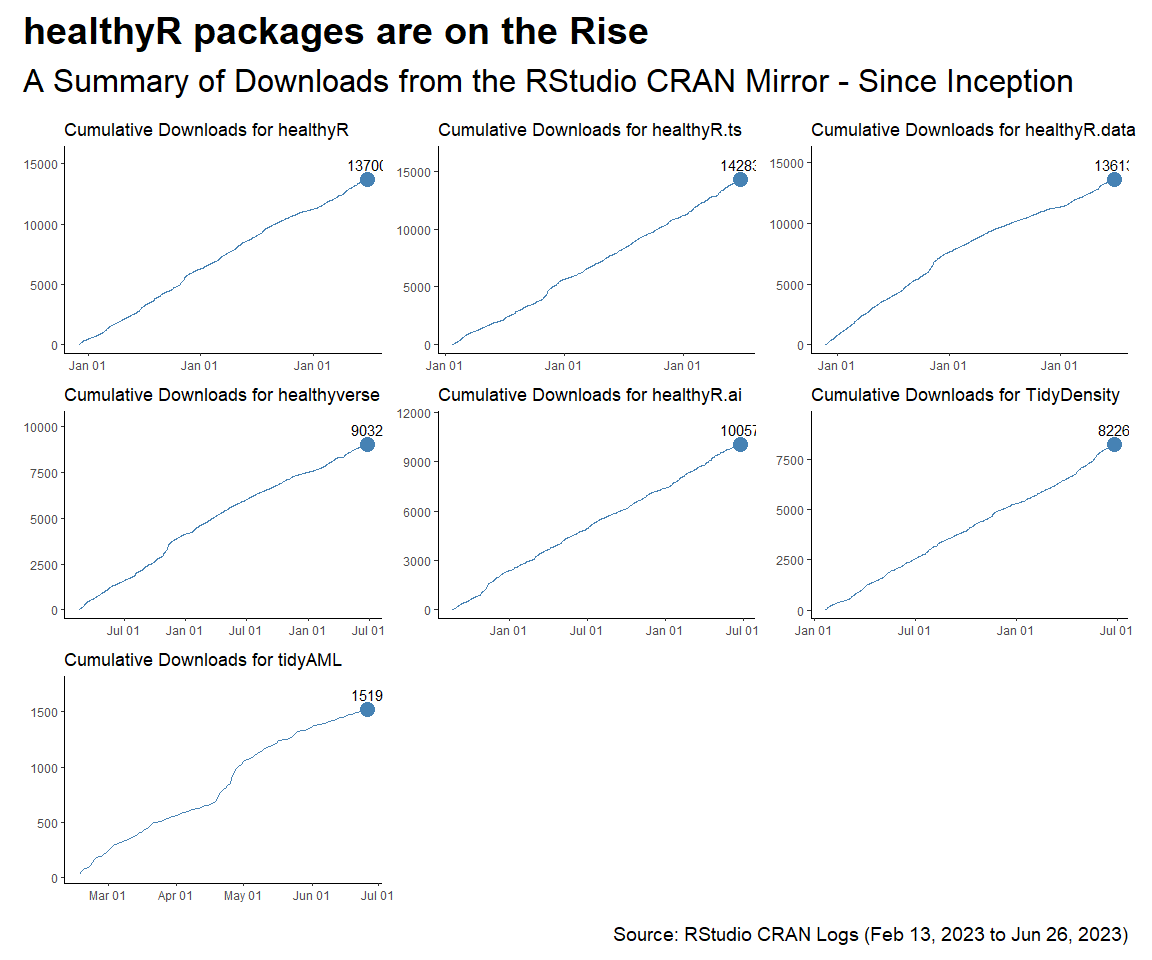 healthyR packages are on the Rise
A Summary of Downloads from the RStudio CRAN Mirror - Since Inception
Cumulative Downloads for healthyR
15000
10000
5000
0
13700
Jan 01 Jan 01 Jan 01
Cumulative Downloads for healthyR.ts
15000
10000
5000
0
14283
Jan 01 Jan 01 Jan 01
Cumulative Downloads for healthyR.data
15000
10000
5000
0
13613
Jan 01 Jan 01 Jan 01
Cumulative Downloads for healthyverse
10000
7500
5000
2500
0
9032
Jul 01 Jan 01 Jul 01 Jan 01 Jul 01
Cumulative Downloads for healthyR.ai
12000
9000
6000
3000
0
10057
Jan 01 Jul 01 Jan 01 Jul 01
Cumulative Downloads for TidyDensity
7500
5000
2500
0
8226
Jan 01 Jul 01 Jan 01 Jul 01
Cumulative Downloads for tidyAML
1500
1000
500
0
1519
Mar 01 Apr 01 May 01 Jun 01 Jul 01
Source: RStudio CRAN Logs (Feb 13, 2023 to Jun 26, 2023)